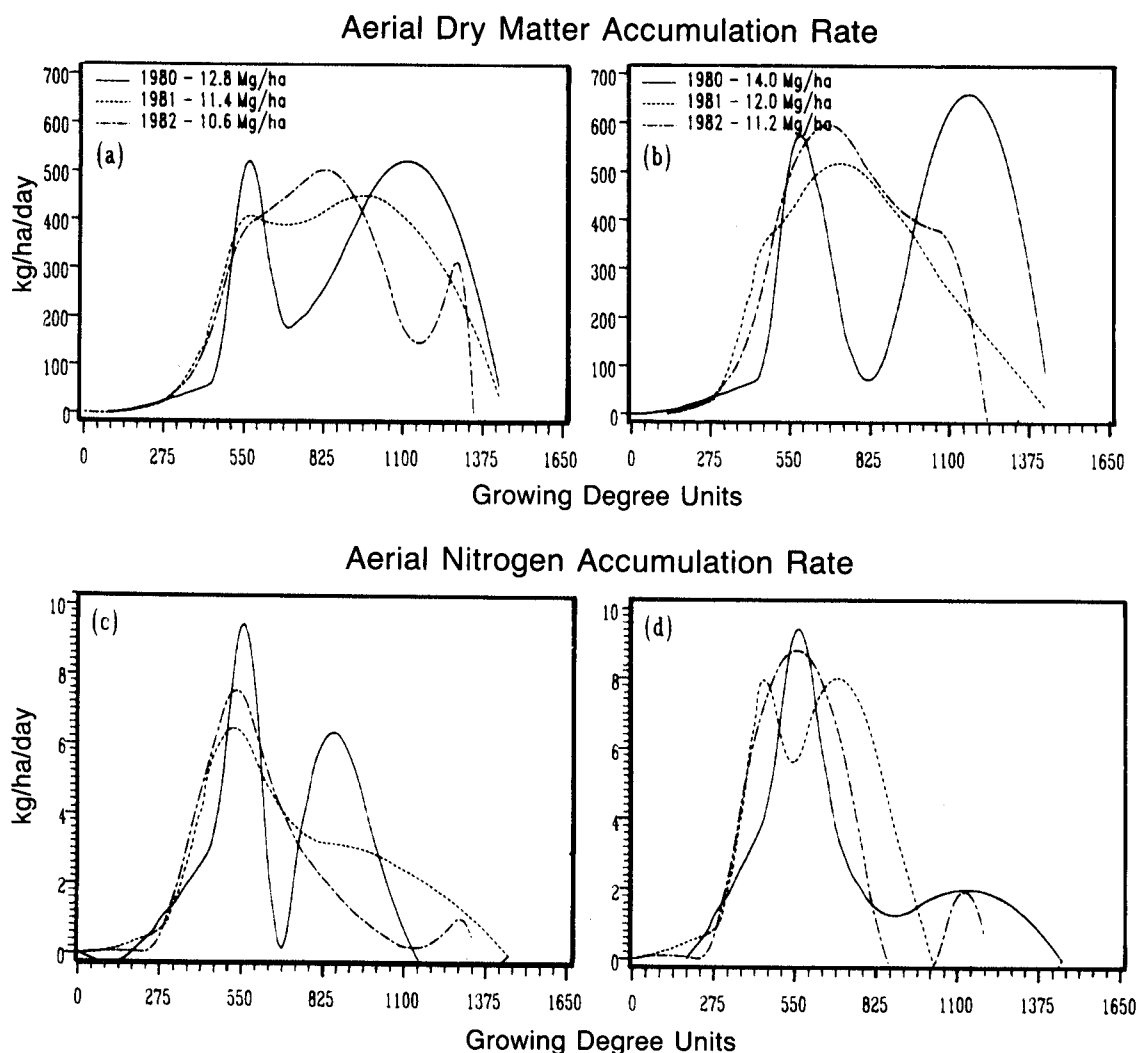 Aerial Dry Matter Accumulation Rate
kg/ha/day
700
600
500
400
300
200
100
0
1980 - 12.8 Mg/ha
1981 - 11.4 Mg/ha
1982 - 10.6 Mg/ha
(a)
0 275 550 825 1100 1375 1650
700
600
500
400
300
200
100
0
1980 - 14.0 Mg/ha
1981 - 12.0 Mg/ha
1982 - 11.2 Mg/ha
(b)
0 275 550 825 1100 1375 1650
Growing Degree Units
Aerial Nitrogen Accumulation Rate
kg/ha/day
10
8
6
4
2
0
(c)
0 275 550 825 1100 1375 1650
10
8
6
4
2
0
(d)
0 275 550 825 1100 1375 1650
Growing Degree Units